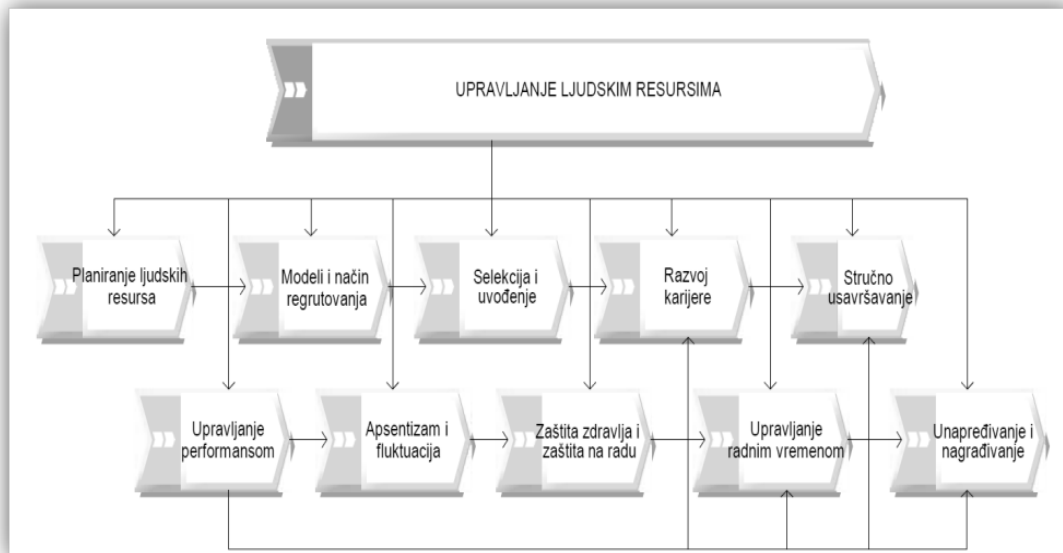 UPRAVLJANJE LJUDSKIM RESURSIMA
Planiranje ljudskih
resursa
Modeli i način
regrutovanja
Selekcija i
uvođenje
Razvoj
karijere
Stručno
usavršavanje
Upravljanje
performansom
Apsentizam i
fluktuacija
Zaštita zdravlja i
zaštita na radu
Upravljanje
radnim vremenom
Unapređivanje i
nagrađivanje